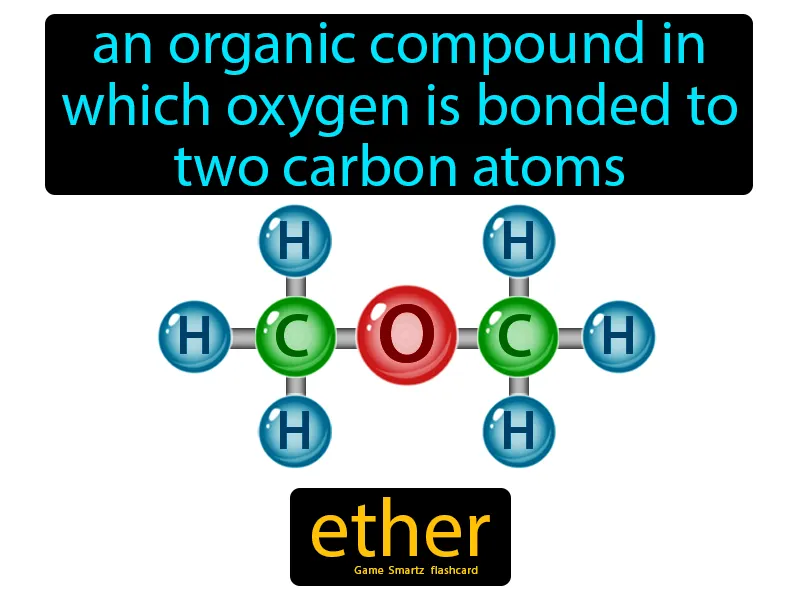 an organic compound in
which oxygen is bonded to
two carbon atoms
H H
H C O C H
H H
ether
Game Smartz flashcard